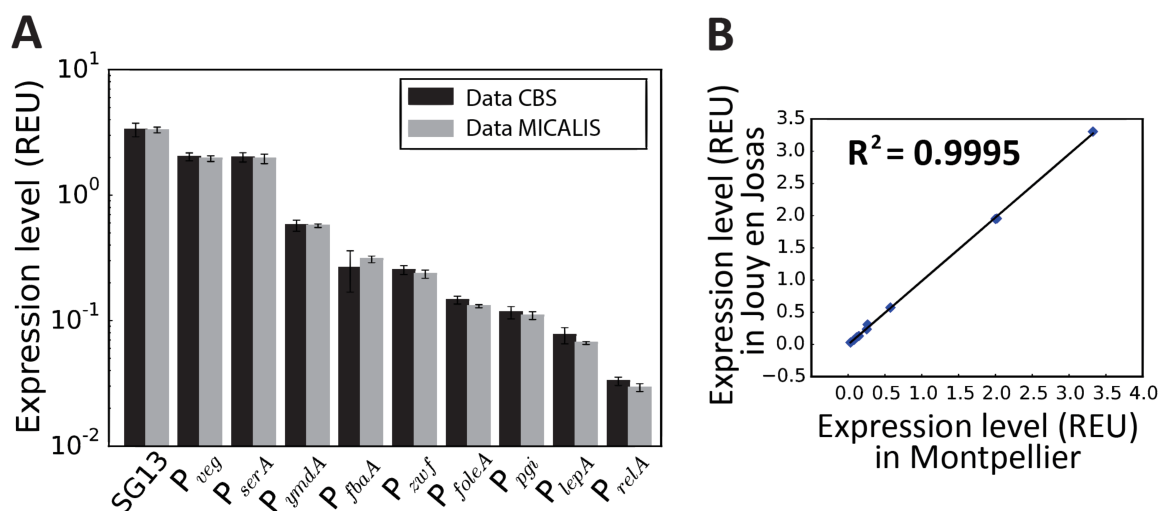 A
Expression level (REU)
10^1
10^0
10^-1
10^-2
Data CBS
Data MICALIS
SG13
P veg
P serA
P ymdA
P fbaA
P zwf
P foleA
P pgi
P lepA
P relA
B
Expression level (REU)
in Jouy en Josas
3.5
3.0
2.5
2.0
1.5
1.0
0.5
0.0
−0.5
R^2 = 0.9995
0.0 0.5 1.0 1.5 2.0 2.5 3.0 3.5 4.0
Expression level (REU)
in Montpellier